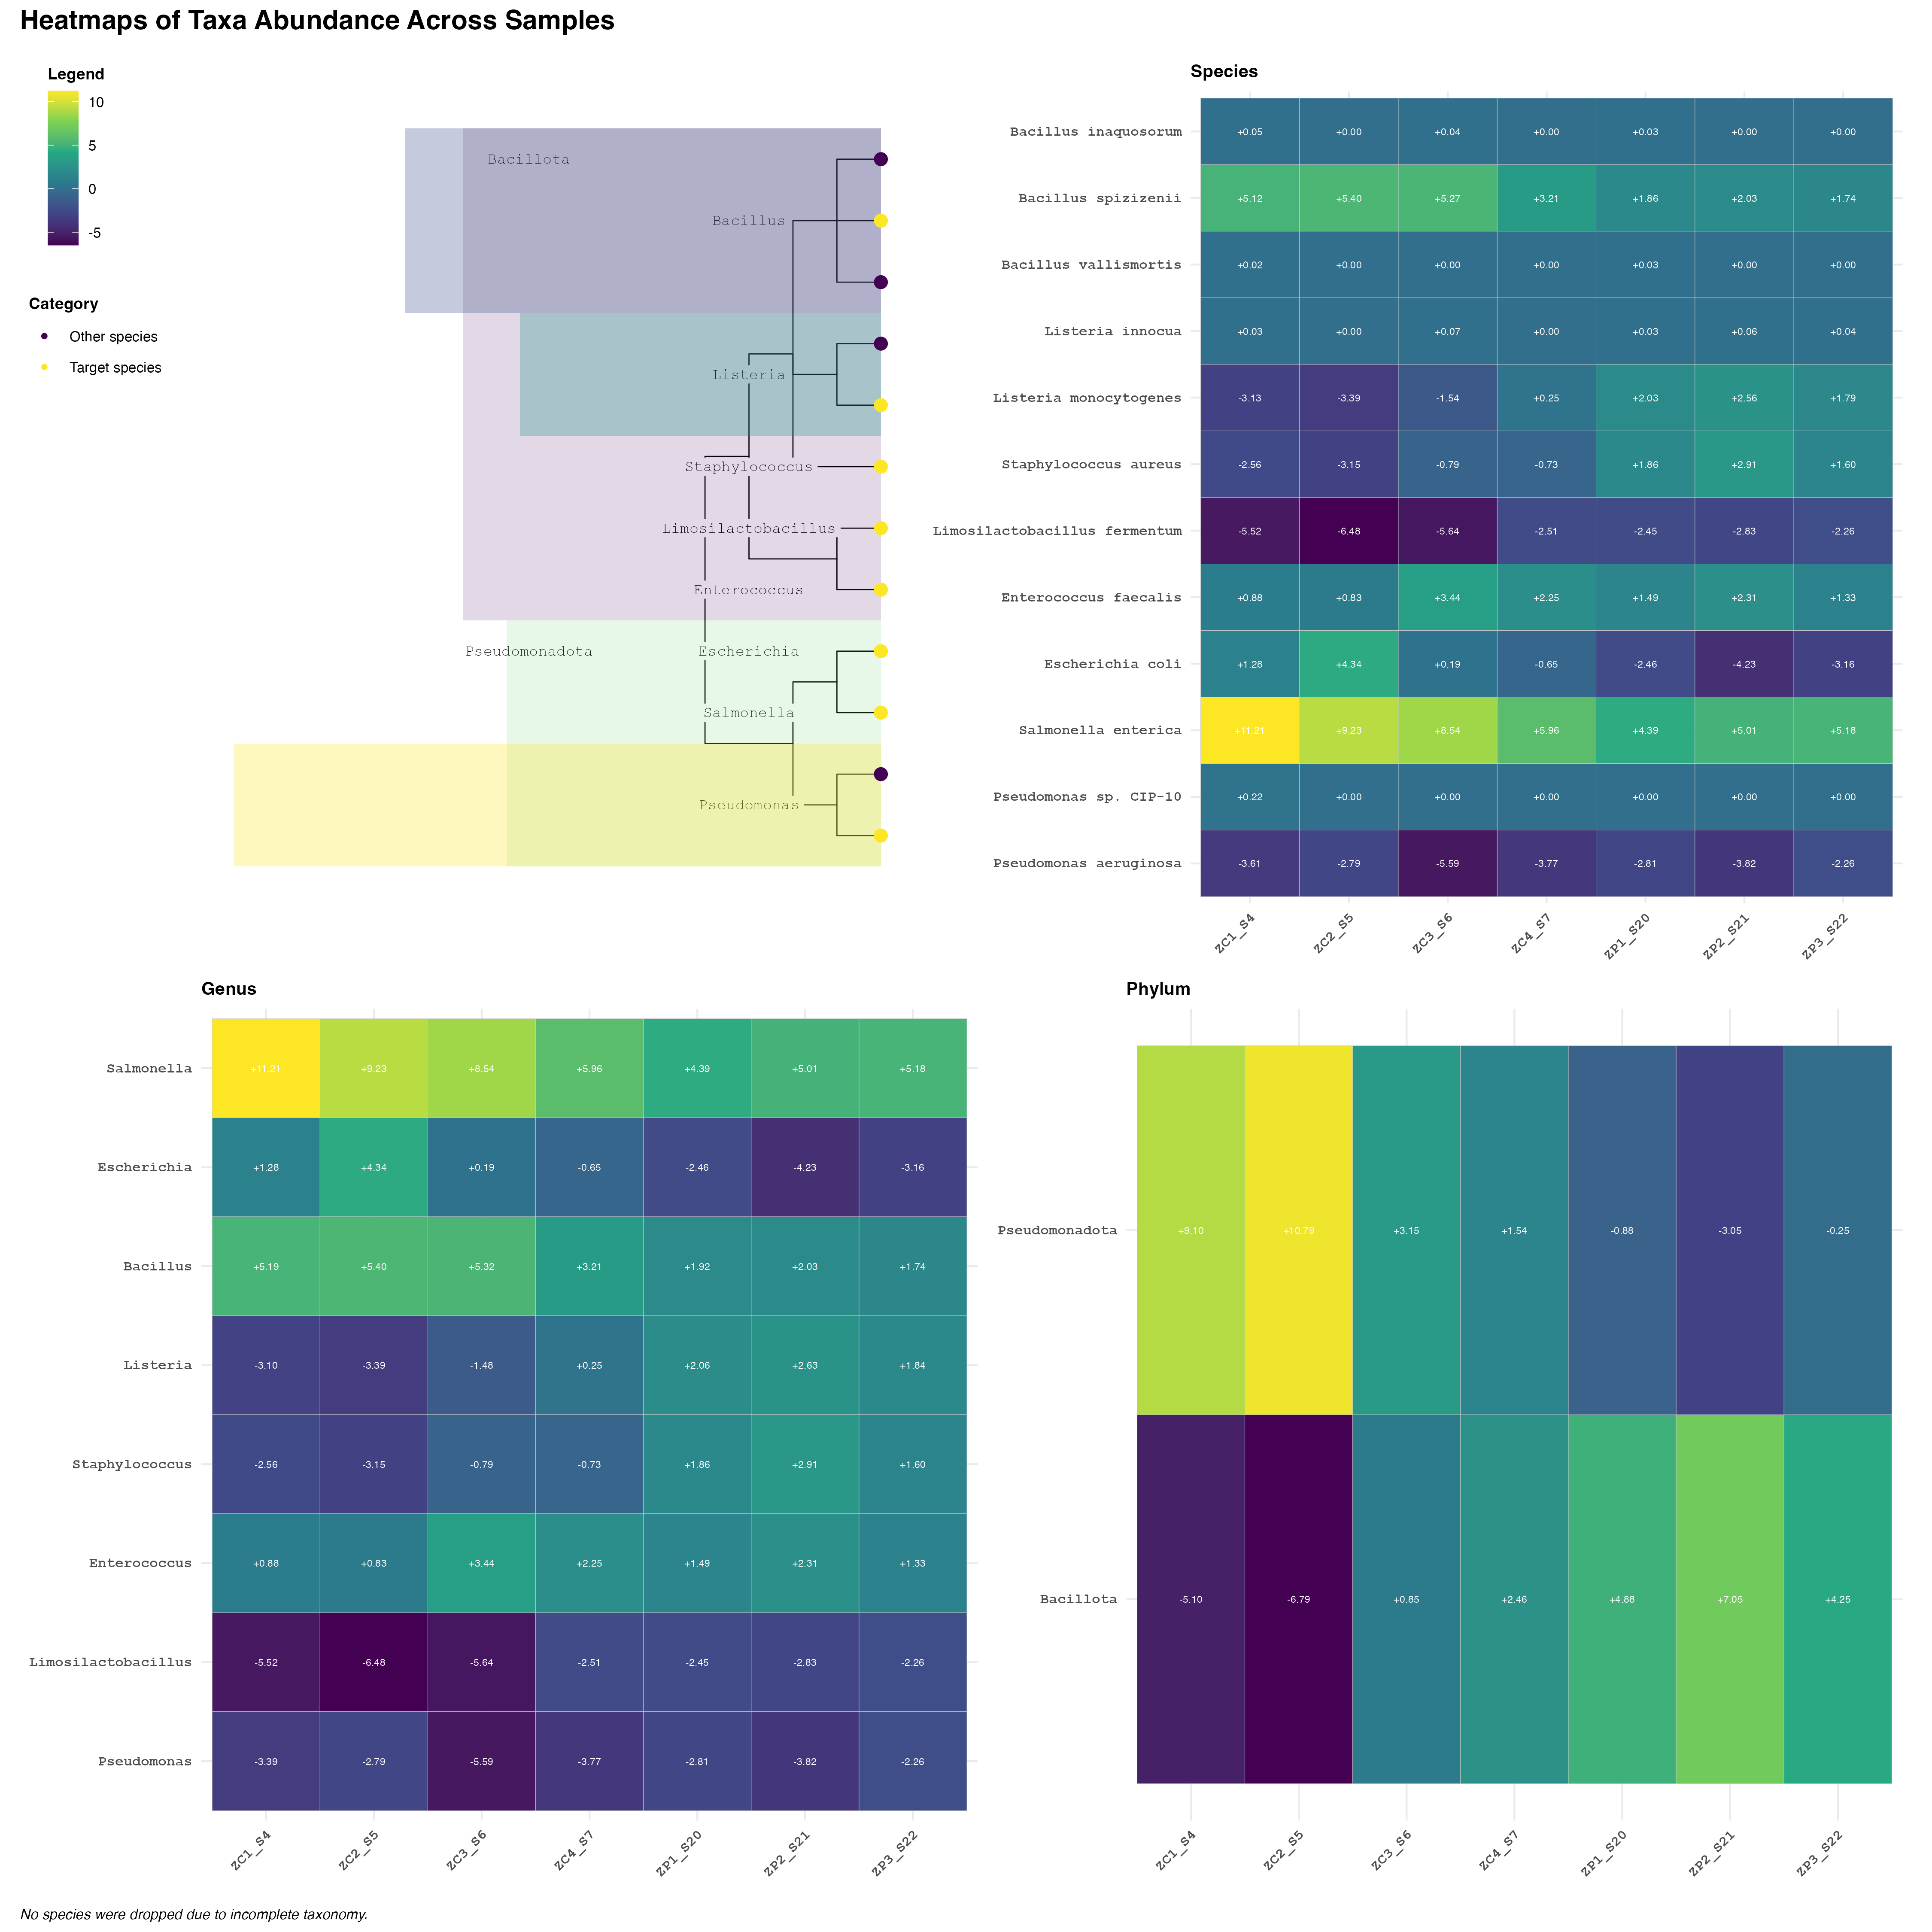 Heatmaps of Taxa Abundance Across Samples
Legend
10
5
0
-5
Category
Other species
Target species
Bacillota
Bacillus
Listeria
Staphylococcus
Limosilactobacillus
Enterococcus
Pseudomonadota
Escherichia
Salmonella
Pseudomonas
Species
Bacillus inaquosorum +0.05 +0.00 +0.04 +0.00 +0.03 +0.00 +0.00
Bacillus spizizenii +5.12 +5.40 +5.27 +3.21 +1.86 +2.03 +1.74
Bacillus vallismortis +0.02 +0.00 +0.00 +0.00 +0.03 +0.00 +0.00
Listeria innocua +0.03 +0.00 +0.07 +0.00 +0.03 +0.06 +0.04
Listeria monocytogenes -3.13 -3.39 -1.54 +0.25 +2.03 +2.56 +1.79
Staphylococcus aureus -2.56 -3.15 -0.79 -0.73 +1.86 +2.91 +1.60
Limosilactobacillus fermentum -5.52 -6.48 -5.64 -2.51 -2.45 -2.83 -2.26
Enterococcus faecalis +0.88 +0.83 +3.44 +2.25 +1.49 +2.31 +1.33
Escherichia coli +1.28 +4.34 +0.19 -0.65 -2.46 -4.23 -3.16
Salmonella enterica +11.21 +9.23 +8.54 +5.96 +4.39 +5.01 +5.18
Pseudomonas sp. CIP-10 +0.22 +0.00 +0.00 +0.00 +0.00 +0.00 +0.00
Pseudomonas aeruginosa -3.61 -2.79 -5.59 -3.77 -2.81 -3.82 -2.26
ZC1_S4 ZC2_S5 ZC3_S6 ZC4_S7 ZP1_S20 ZP2_S21 ZP3_S22
Genus
Salmonella +11.21 +9.23 +8.54 +5.96 +4.39 +5.01 +5.18
Escherichia +1.28 +4.34 +0.19 -0.65 -2.46 -4.23 -3.16
Bacillus +5.19 +5.40 +5.32 +3.21 +1.92 +2.03 +1.74
Listeria -3.10 -3.39 -1.48 +0.25 +2.06 +2.63 +1.84
Staphylococcus -2.56 -3.15 -0.79 -0.73 +1.86 +2.91 +1.60
Enterococcus +0.88 +0.83 +3.44 +2.25 +1.49 +2.31 +1.33
Limosilactobacillus -5.52 -6.48 -5.64 -2.51 -2.45 -2.83 -2.26
Pseudomonas -3.39 -2.79 -5.59 -3.77 -2.81 -3.82 -2.26
ZC1_S4 ZC2_S5 ZC3_S6 ZC4_S7 ZP1_S20 ZP2_S21 ZP3_S22
Phylum
Pseudomonadota +9.10 +10.79 +3.15 +1.54 -0.88 -3.05 -0.25
Bacillota -5.10 -6.79 +0.85 +2.46 +4.88 +7.05 +4.25
ZC1_S4 ZC2_S5 ZC3_S6 ZC4_S7 ZP1_S20 ZP2_S21 ZP3_S22
No species were dropped due to incomplete taxonomy.